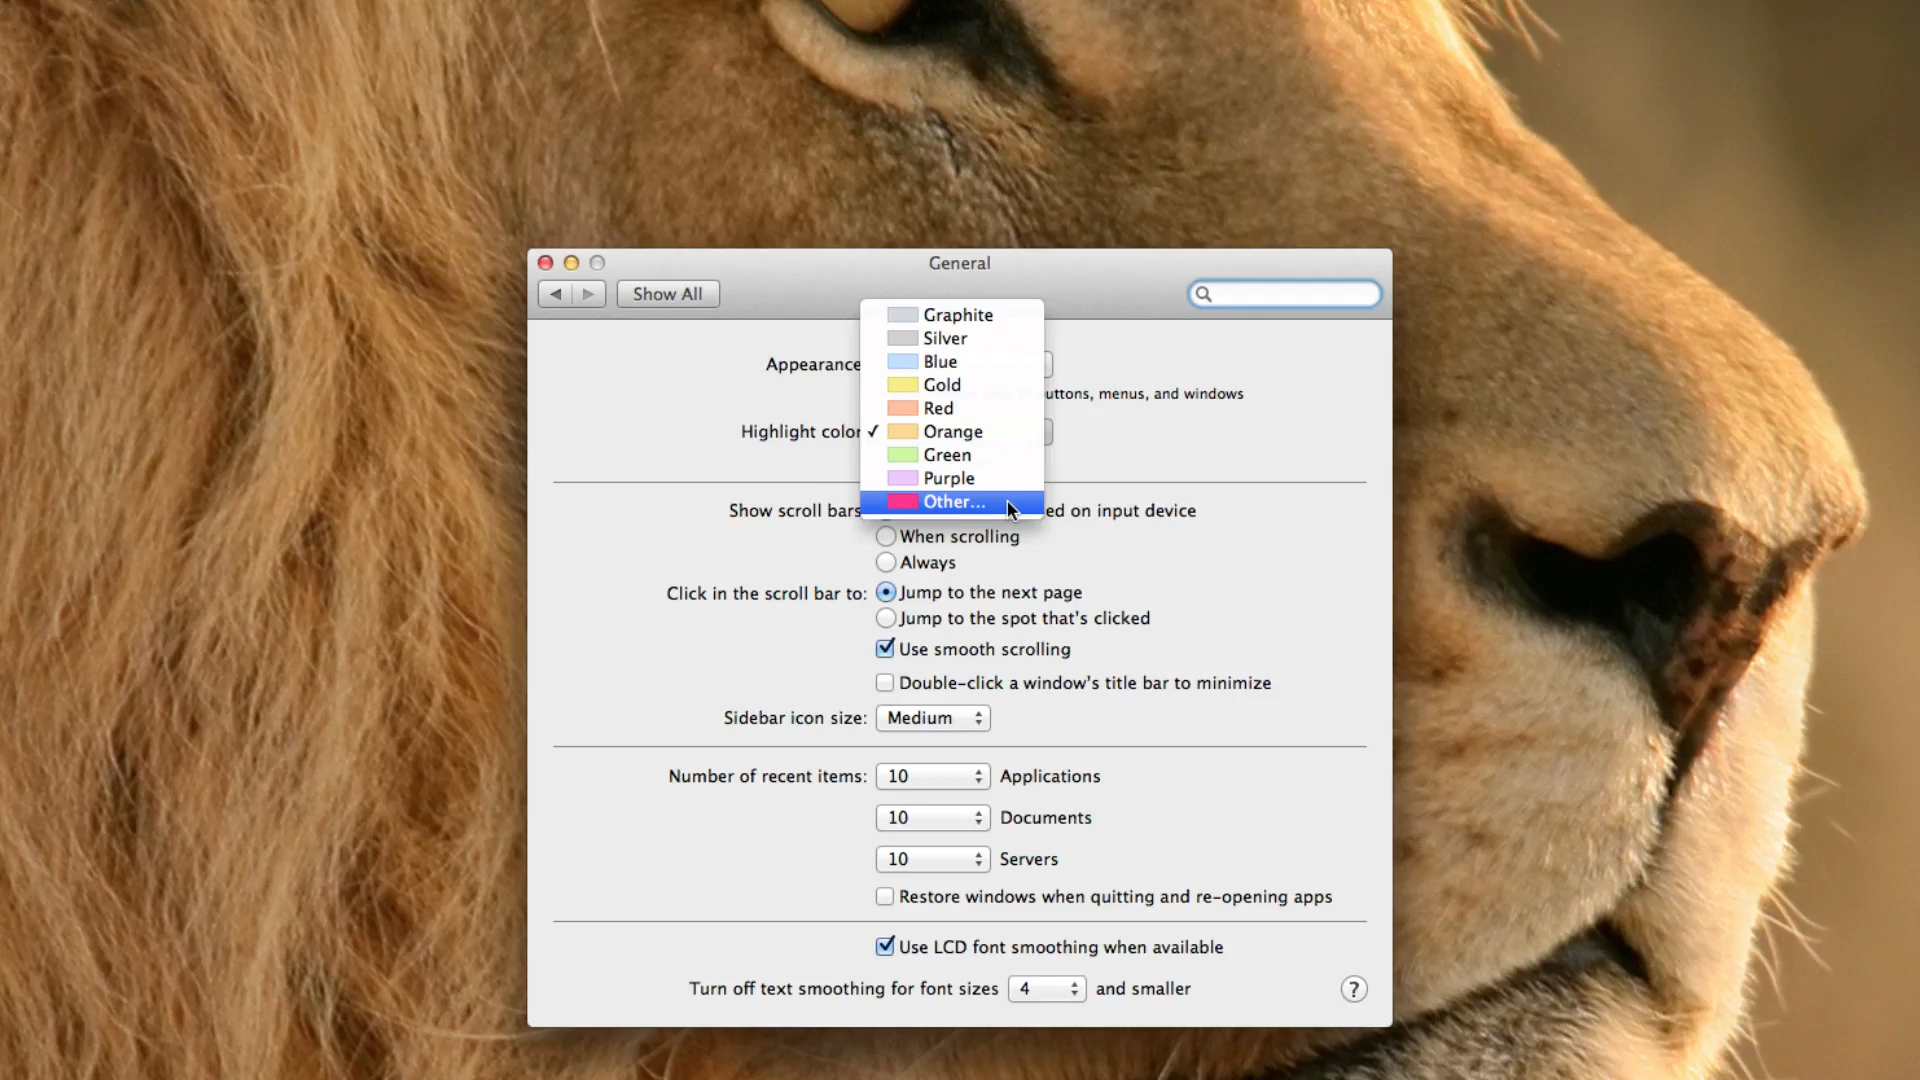 General
Show All
Graphite
Silver
Appearance
Blue
Gold
uttons, menus, and windows
Red
Highlight color ✓ Orange
Green
Purple
Other...
Show scroll bars ed on input device
When scrolling
Always
Click in the scroll bar to: Jump to the next page
Jump to the spot that's clicked
Use smooth scrolling
Double-click a window's title bar to minimize
Sidebar icon size: Medium
Number of recent items: 10 Applications
10 Documents
10 Servers
Restore windows when quitting and re-opening apps
Use LCD font smoothing when available
Turn off text smoothing for font sizes 4 and smaller ?